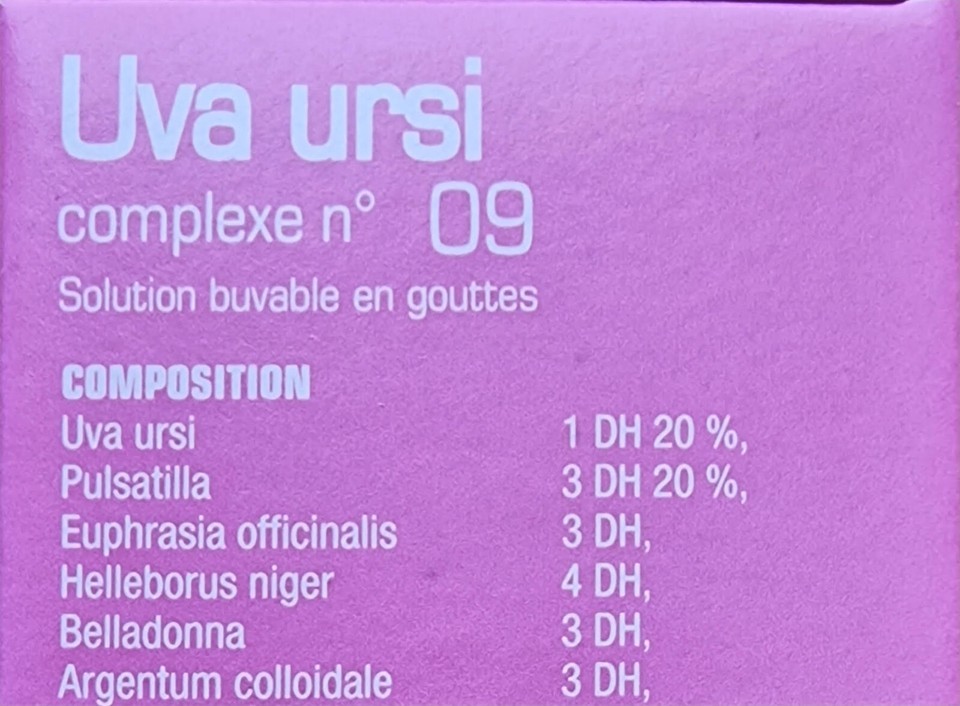 Uva ursi
complexe n° 09
Solution buvable en gouttes
COMPOSITION
Uva ursi 1 DH 20 %,
Pulsatilla 3 DH 20 %,
Euphrasia officinalis 3 DH,
Helleborus niger 4 DH,
Belladonna 3 DH,
Argentum colloidale 3 DH,